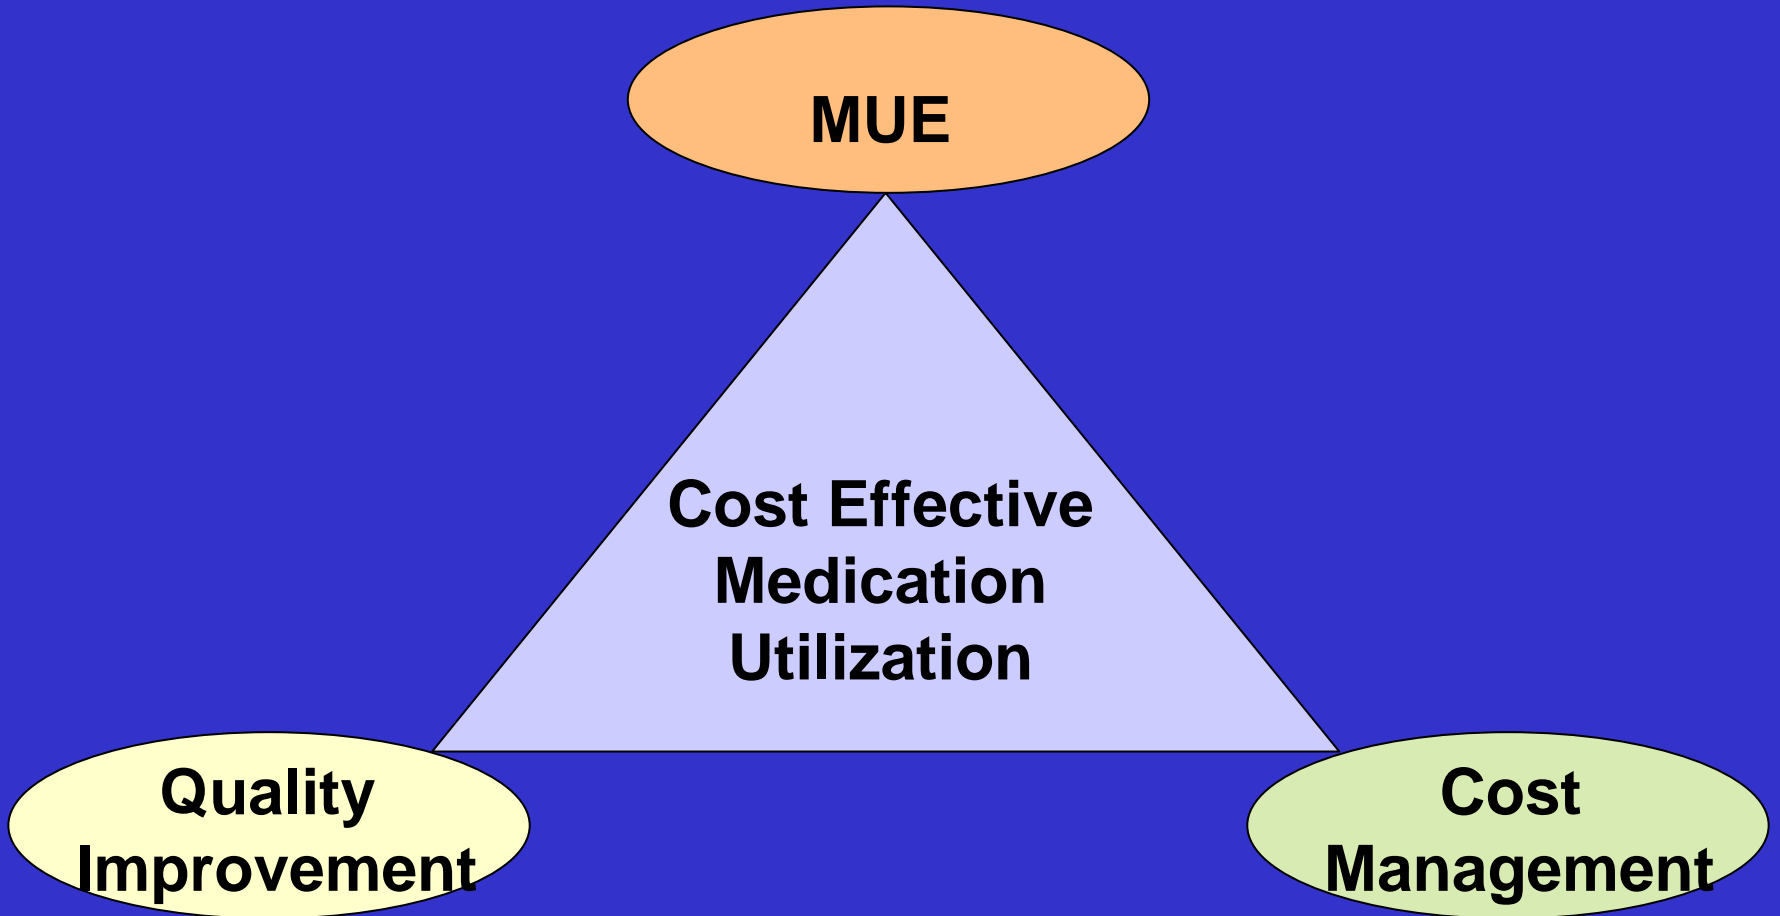 MUE
Cost Effective
Medication
Utilization
Quality
Improvement
Cost
Management